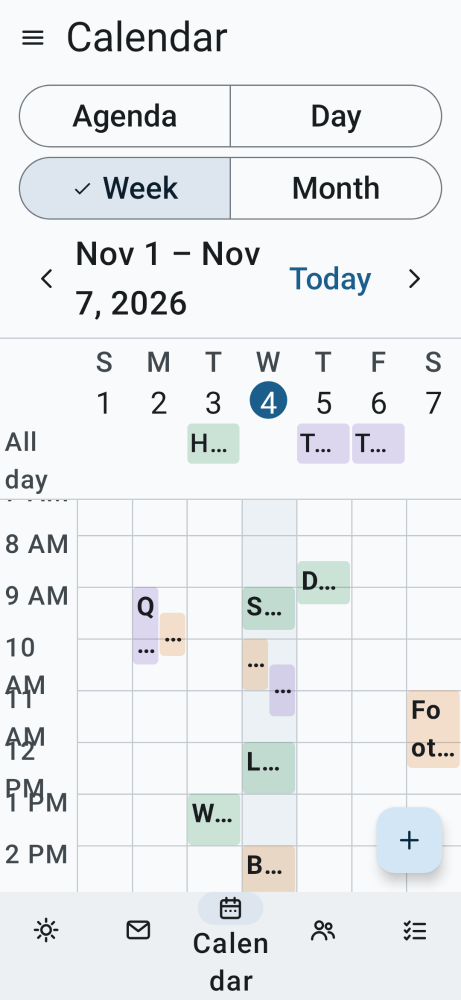 Calendar
Agenda
Day
Week
Month
Nov 1 – Nov
7, 2026
Today
S M T W T F S
1 2 3 4 5 6 7
All
day
H…
T…
T…
8 AM
9 AM
10
AM
11
AM
12
PM
1 PM
2 PM
Q
…
…
S…
…
…
D…
L…
W…
B…
Fo
ot…
+
Calen
dar